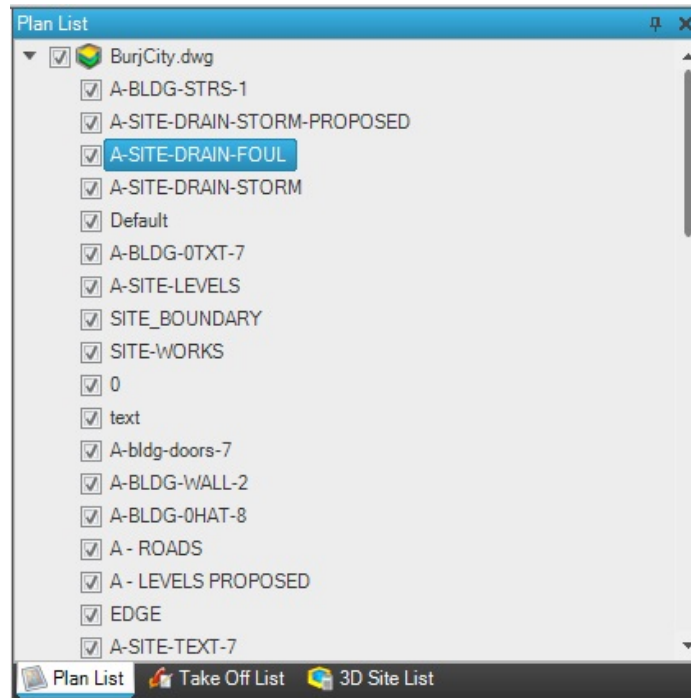 Plan List
BurjCity.dwg
A-BLDG-STRS-1
A-SITE-DRAIN-STORM-PROPOSED
A-SITE-DRAIN-FOUL
A-SITE-DRAIN-STORM
Default
A-BLDG-0TXT-7
A-SITE-LEVELS
SITE_BOUNDARY
SITE-WORKS
0
text
A-bldg-doors-7
A-BLDG-WALL-2
A-BLDG-0HAT-8
A - ROADS
A - LEVELS PROPOSED
EDGE
A-SITE-TEXT-7
Plan List Take Off List 3D Site List